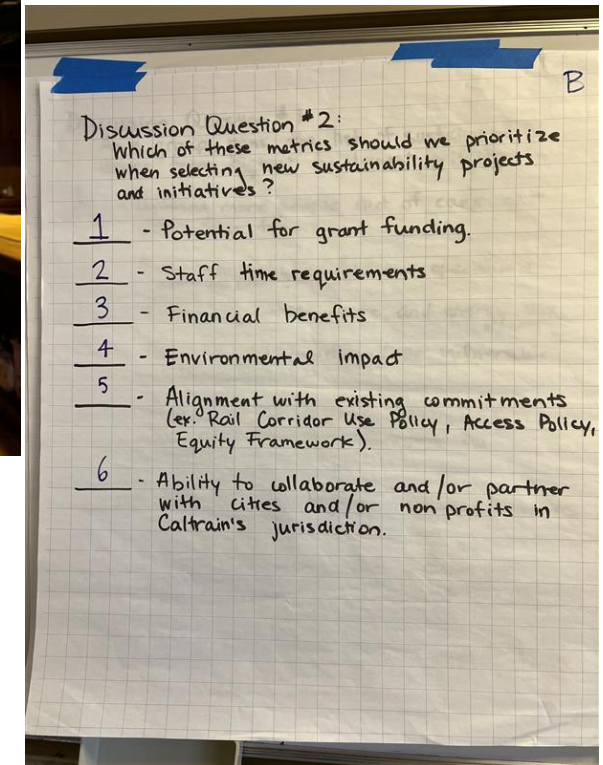 B
Discussion Question #2:
Which of these metrics should we prioritize
when selecting new sustainability projects
and initiatives?
1 - Potential for grant funding.
2 - Staff time requirements
3 - Financial benefits
4 - Environmental impact
5 - Alignment with existing commitments
(ex. Rail Corridor Use Policy, Access Policy,
Equity Framework).
6 - Ability to collaborate and/or partner
with cities and/or non profits in
Caltrain's jurisdiction.